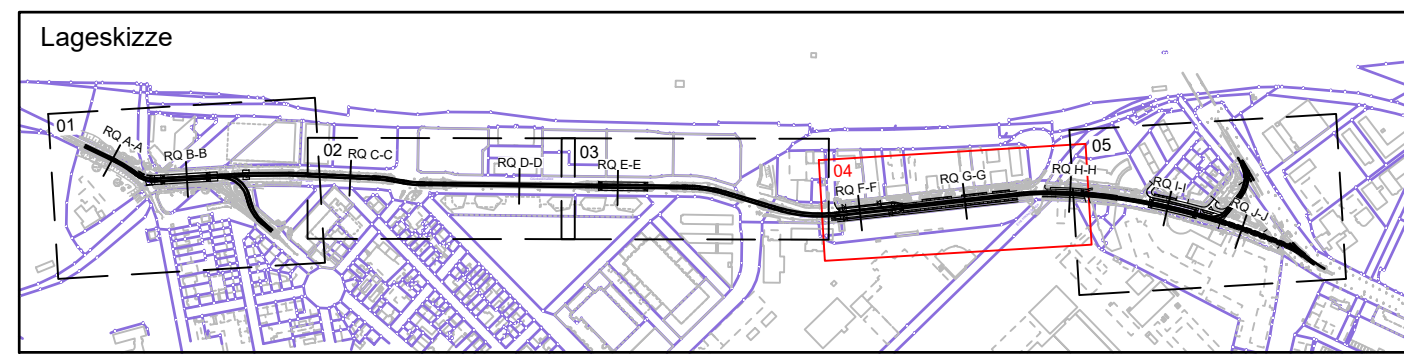 Lageskizze
01
RQ A-A
RQ B-B
02
RQ C-C
RQ D-D
03
RQ E-E
04
RQ F-F
RQ G-G
05
RQ H-H
RQ I-I
RQ J-J